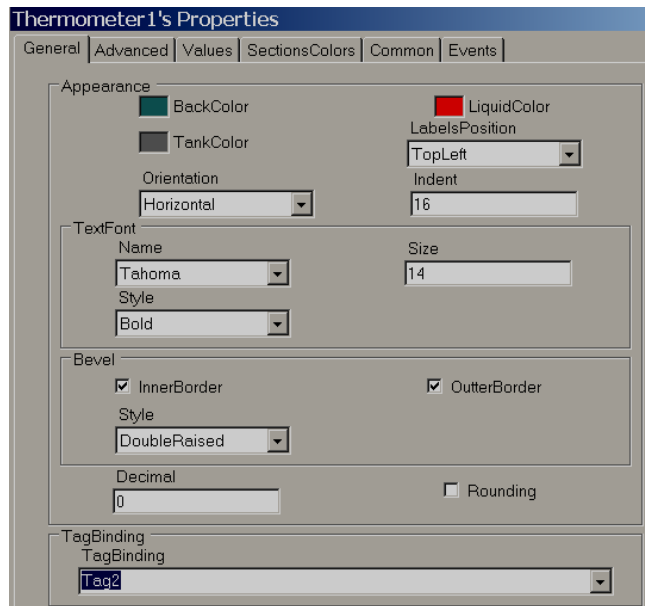 Thermometer1's Properties
General Advanced Values SectionsColors Common Events
Appearance
BackColor LiquidColor
TankColor LabelsPosition
TopLeft
Orientation Indent
Horizontal 16
TextFont
Name Size
Tahoma 14
Style
Bold
Bevel
InnerBorder OutterBorder
Style
DoubleRaised
Decimal
0 Rounding
TagBinding
TagBinding
Tag2